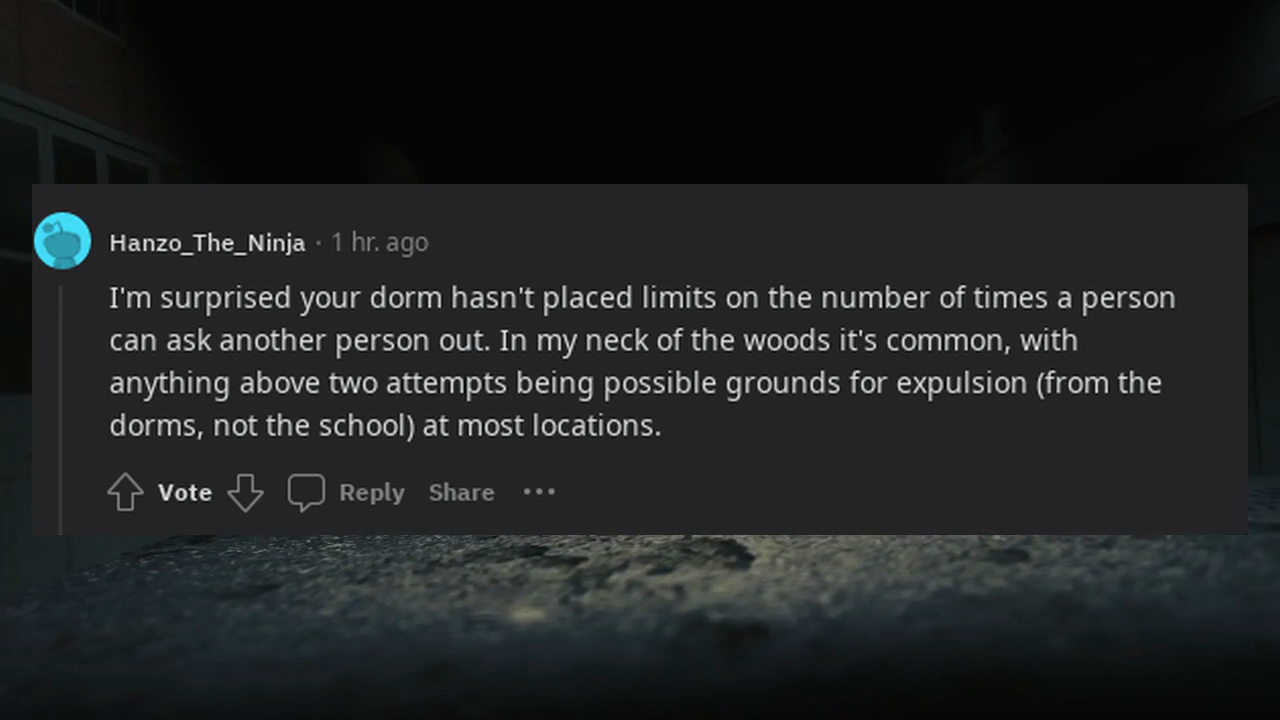 Hanzo_The_Ninja · 1 hr. ago
I'm surprised your dorm hasn't placed limits on the number of times a person
can ask another person out. In my neck of the woods it's common, with
anything above two attempts being possible grounds for expulsion (from the
dorms, not the school) at most locations.
Vote Reply Share